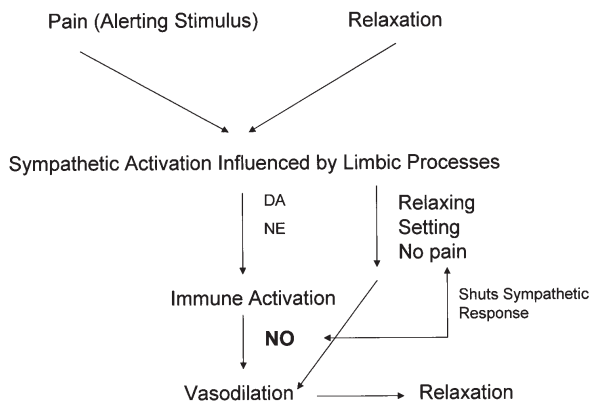 Pain (Alerting Stimulus)
Relaxation
Sympathetic Activation Influenced by Limbic Processes
DA
NE
Relaxing
Setting
No pain
Immune Activation
Shuts Sympathetic
Response
NO
Vasodilation
Relaxation